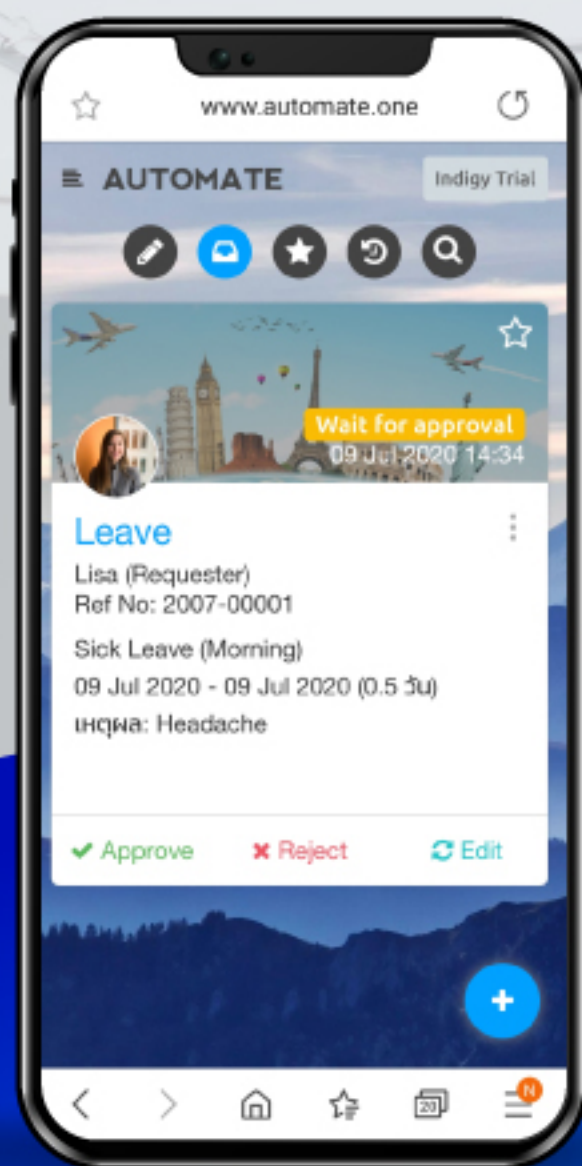 www.automate.one
AUTOMATE
Indigy Trial
Wait for approval
09 Jul 2020 14:34
Leave
Lisa (Requester)
Ref No: 2007-00001
Sick Leave (Morning)
09 Jul 2020 - 09 Jul 2020 (0.5 วัน)
เหตุผล: Headache
Approve
Reject
Edit
20
N